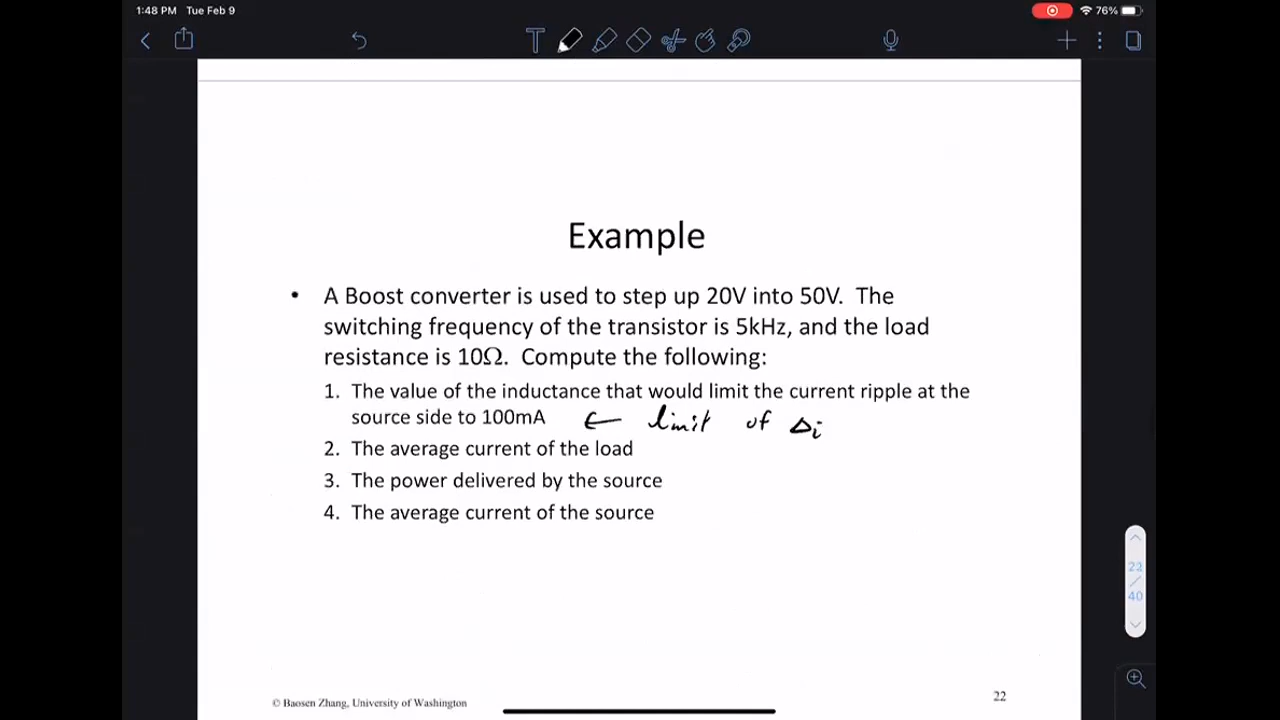 1:48 PM Tue Feb 9
76%
Example
• A Boost converter is used to step up 20V into 50V. The
switching frequency of the transistor is 5kHz, and the load
resistance is 10Ω. Compute the following:
1. The value of the inductance that would limit the current ripple at the
source side to 100mA ← limit of Δi
2. The average current of the load
3. The power delivered by the source
4. The average current of the source
22
/
40
© Baosen Zhang, University of Washington
22